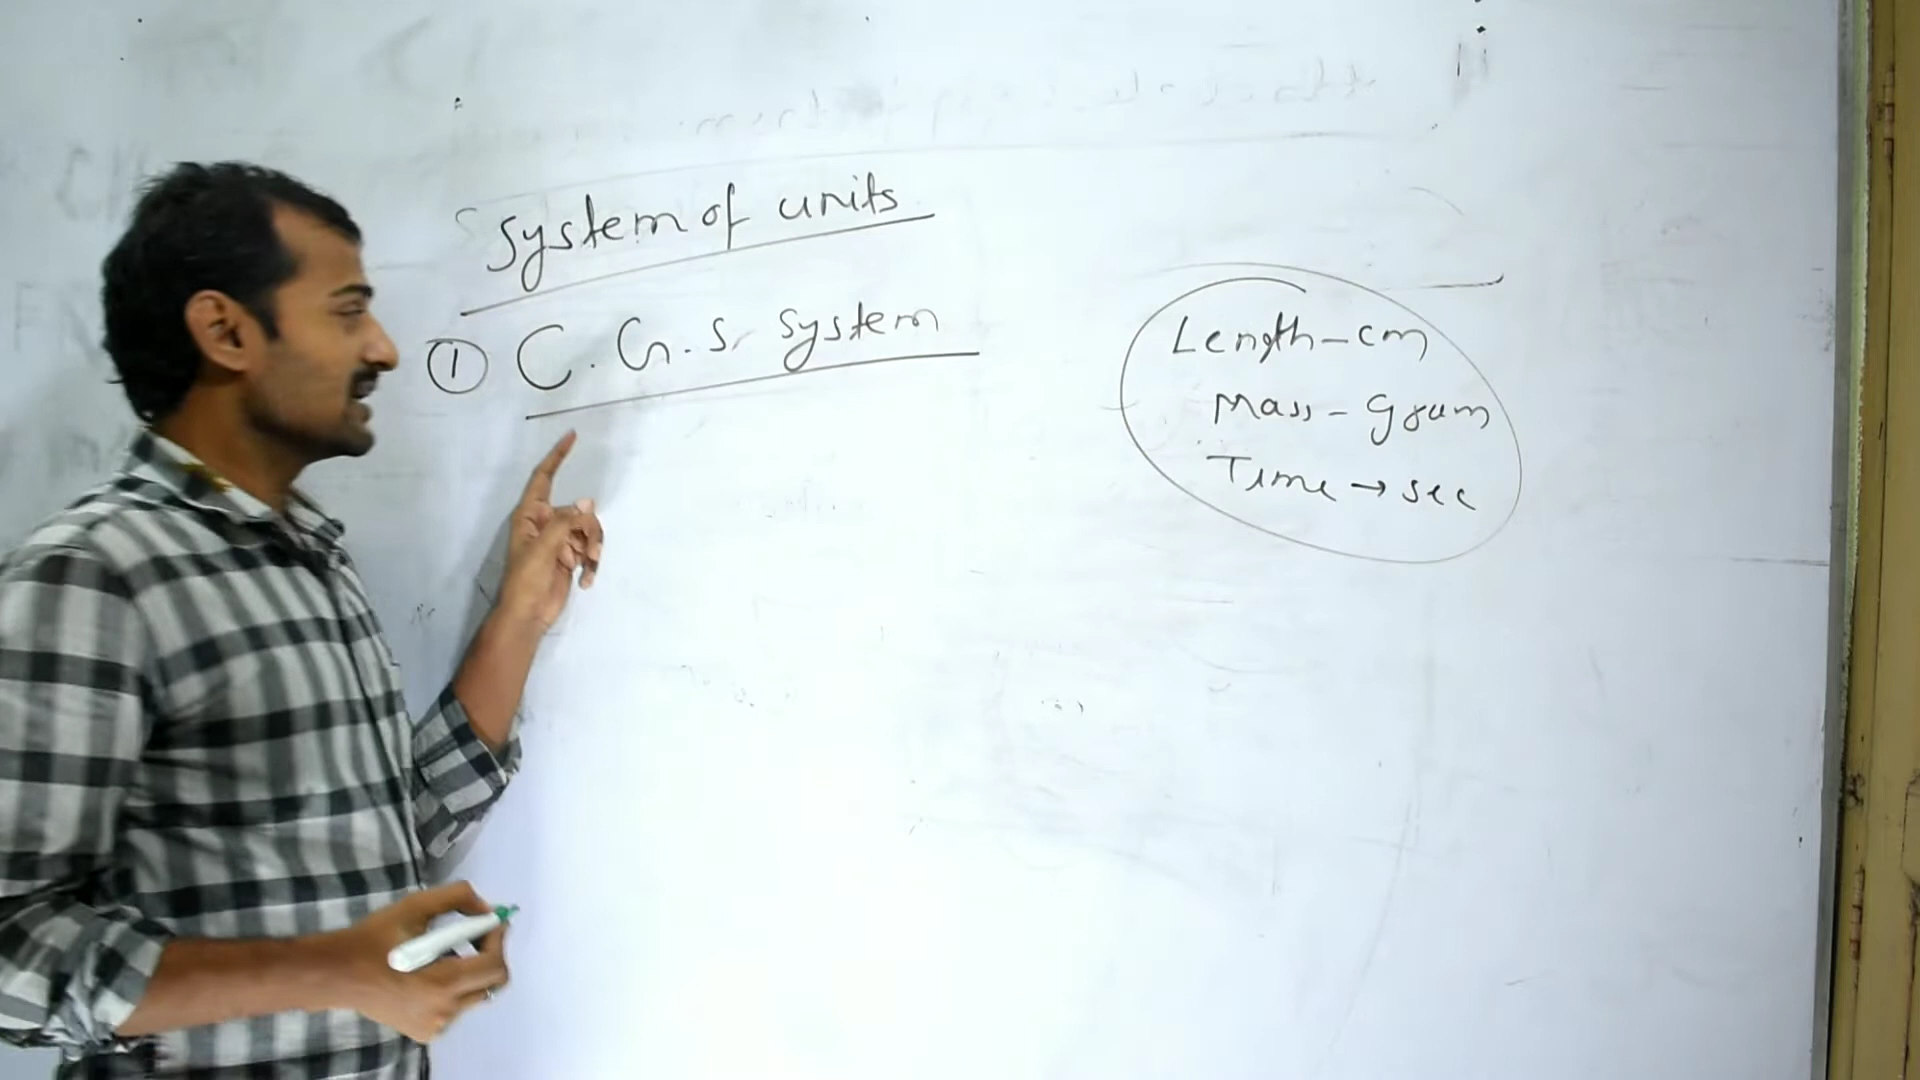 System of units
① C.G.S. system
Length-cm
Mass - gram
Time → sec